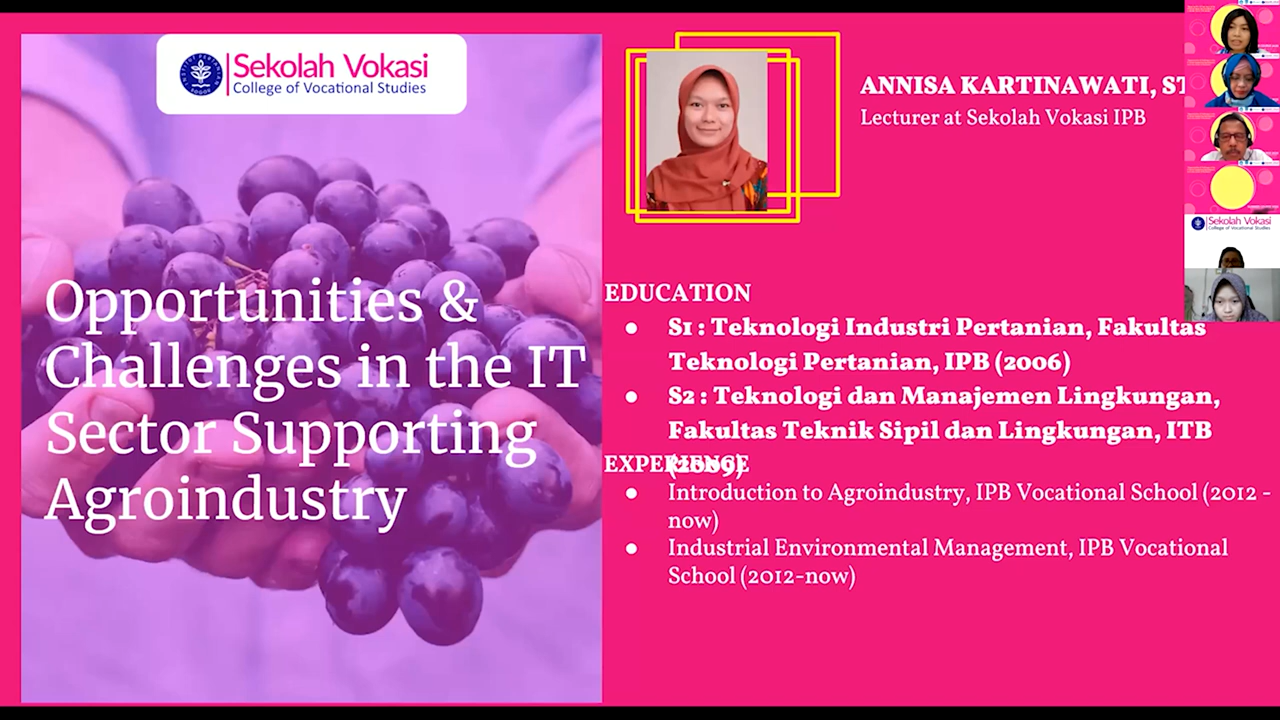 Sekolah Vokasi
College of Vocational Studies
Opportunities &
Challenges in the IT
Sector Supporting
Agroindustry
ANNISA KARTINAWATI, ST
Lecturer at Sekolah Vokasi IPB
EDUCATION
● S1 : Teknologi Industri Pertanian, Fakultas
Teknologi Pertanian, IPB (2006)
● S2 : Teknologi dan Manajemen Lingkungan,
Fakultas Teknik Sipil dan Lingkungan, ITB
(2009)
EXPERIENCE
● Introduction to Agroindustry, IPB Vocational School (2012 -
now)
● Industrial Environmental Management, IPB Vocational
School (2012-now)
Sekolah Vokasi
College of Vocational Studies